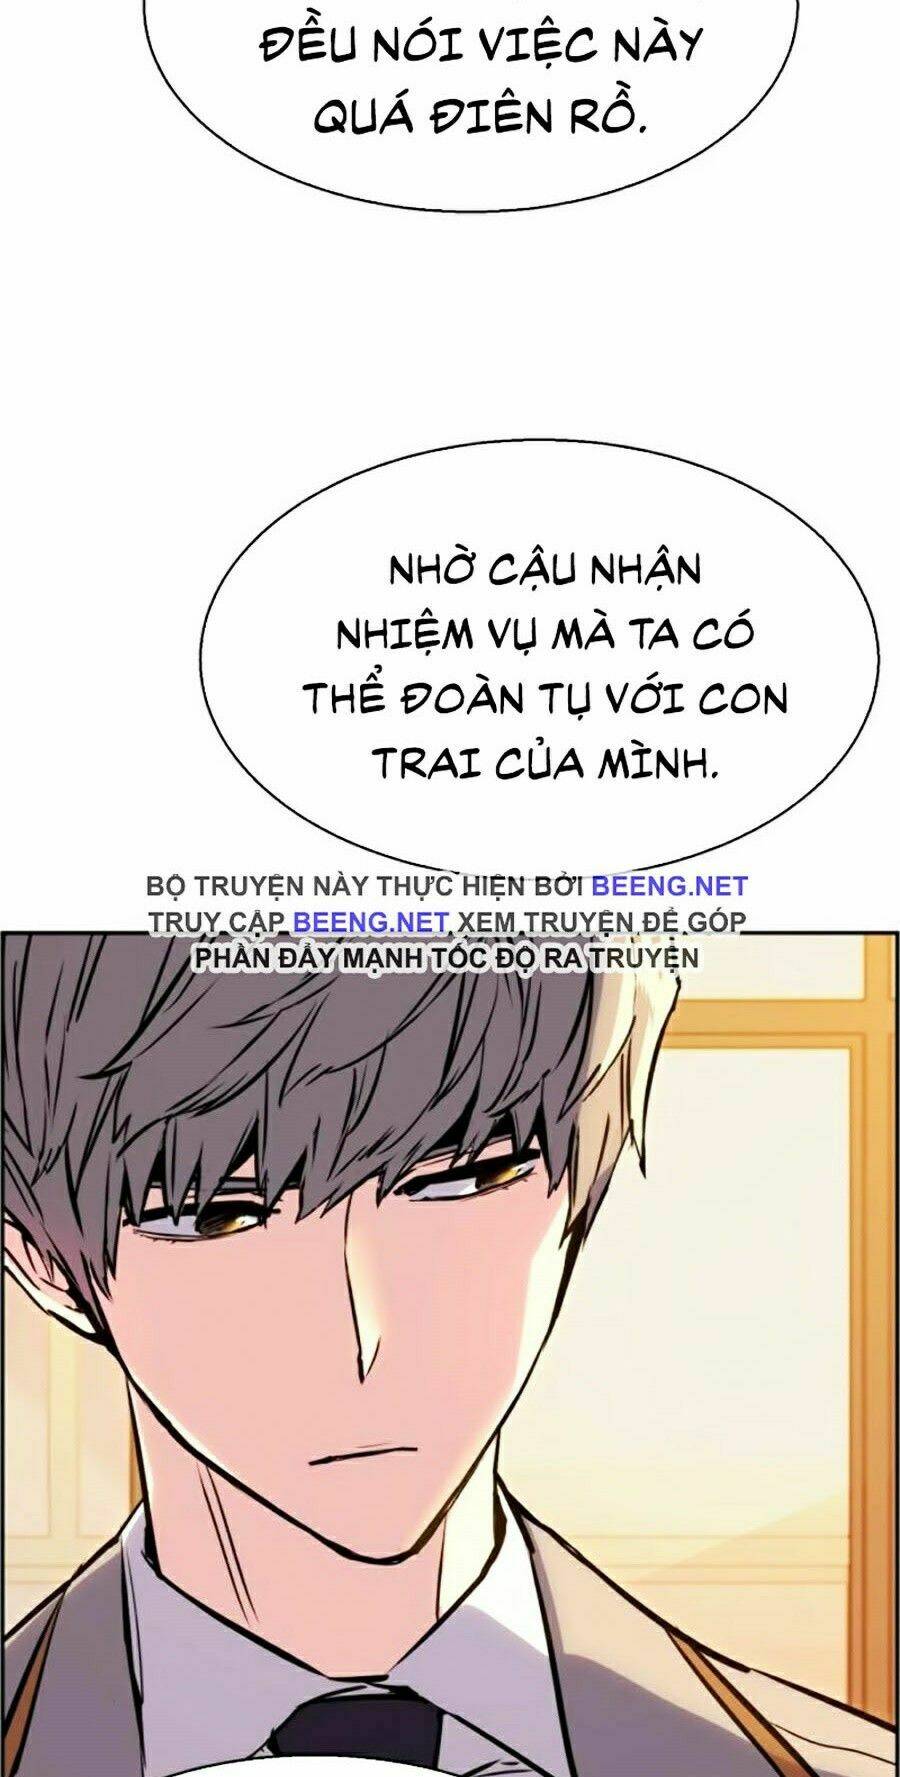 ĐỀU NÓI VIỆC NÀY
QUÁ ĐIÊN RỒ.
NHỜ CẬU NHẬN
NHIỆM VỤ MÀ TA CÓ
THỂ ĐOÀN TỤ VỚI CON
TRAI CỦA MÌNH.
BỘ TRUYỆN NÀY THỰC HIỆN BỞI BEENG.NET
TRUY CẬP BEENG.NET XEM TRUYỆN ĐỂ GÓP
PHẦN ĐẨY MẠNH TỐC ĐỘ RA TRUYỆN